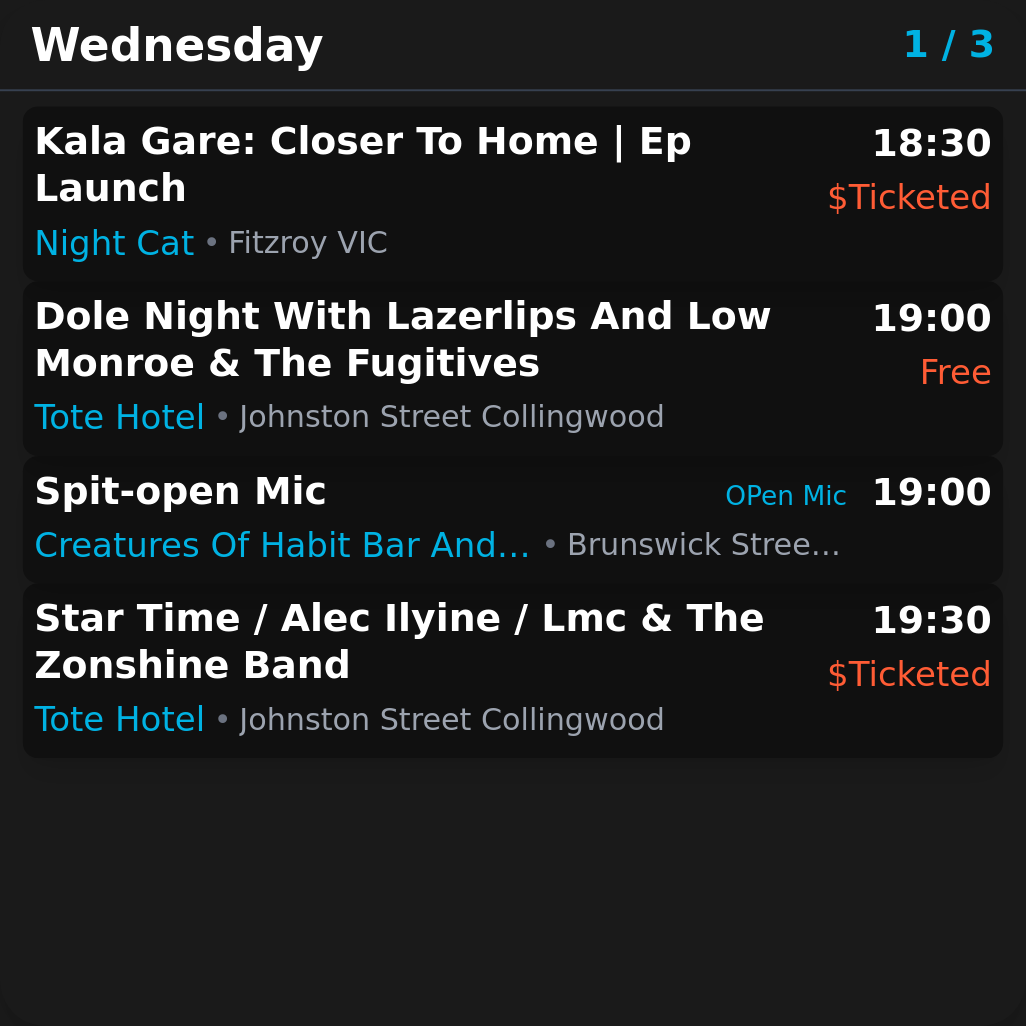 Wednesday 1 / 3
Kala Gare: Closer To Home | Ep 18:30
Launch $Ticketed
Night Cat • Fitzroy VIC
Dole Night With Lazerlips And Low 19:00
Monroe & The Fugitives Free
Tote Hotel • Johnston Street Collingwood
Spit-open Mic OPen Mic 19:00
Creatures Of Habit Bar And... • Brunswick Stree...
Star Time / Alec Ilyine / Lmc & The 19:30
Zonshine Band $Ticketed
Tote Hotel • Johnston Street Collingwood